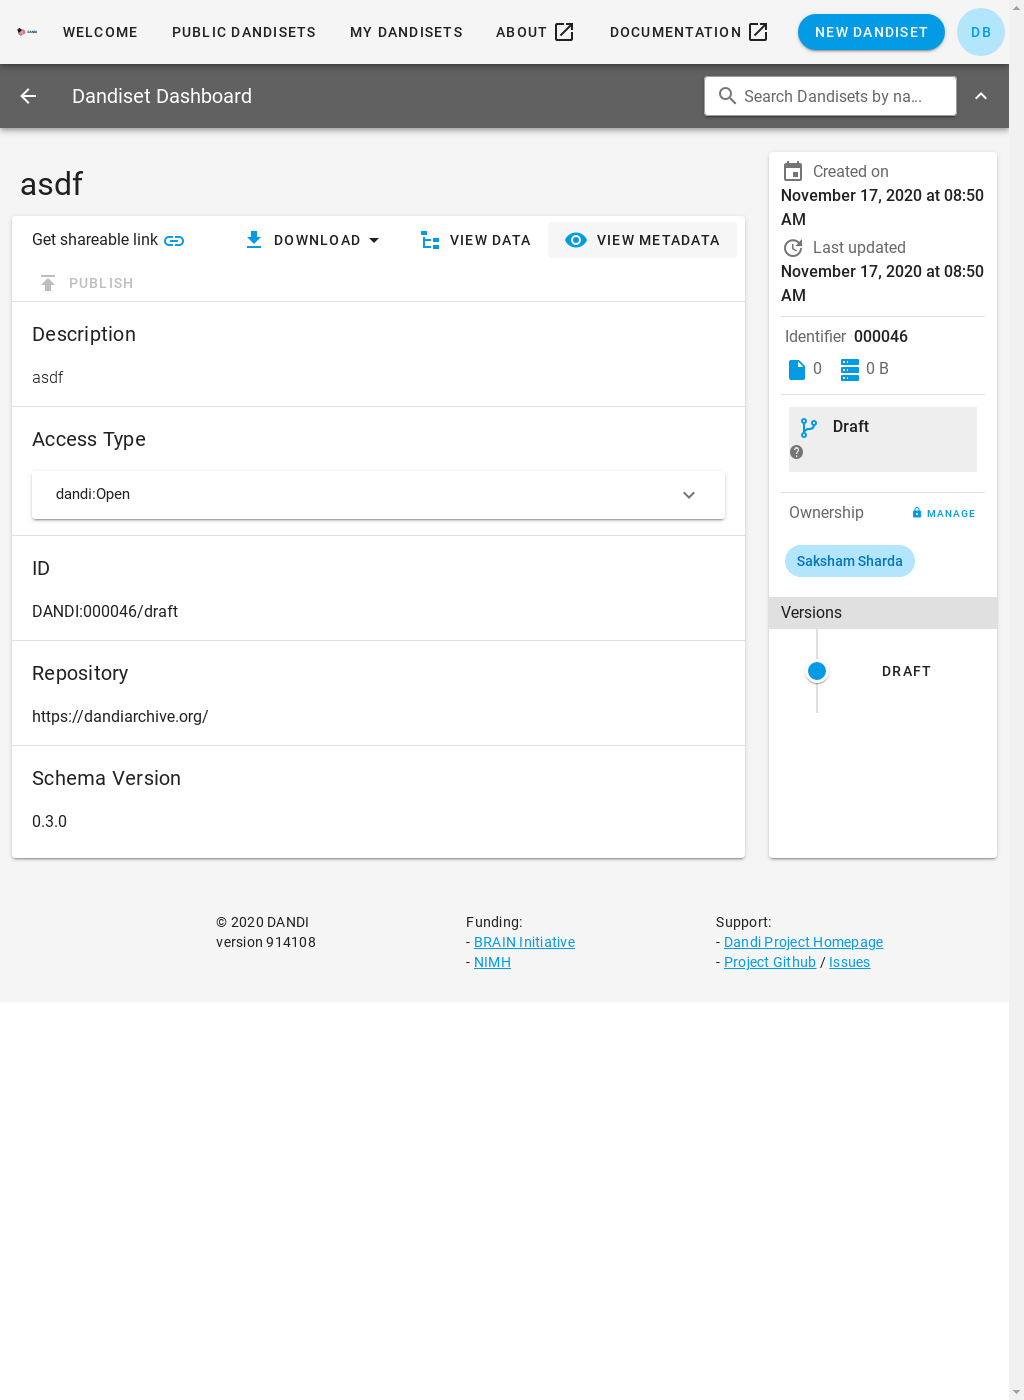 WELCOME PUBLIC DANDISETS MY DANDISETS ABOUT DOCUMENTATION NEW DANDISET DB
Dandiset Dashboard
Search Dandisets by na...
asdf
Get shareable link DOWNLOAD VIEW DATA VIEW METADATA
PUBLISH
Description
asdf
Access Type
dandi:Open
ID
DANDI:000046/draft
Repository
https://dandiarchive.org/
Schema Version
0.3.0
Created on
November 17, 2020 at 08:50
AM
Last updated
November 17, 2020 at 08:50
AM
Identifier 000046
0 0 B
Draft
Ownership MANAGE
Saksham Sharda
Versions
DRAFT
© 2020 DANDI
version 914108
Funding:
- BRAIN Initiative
- NIMH
Support:
- Dandi Project Homepage
- Project Github / Issues